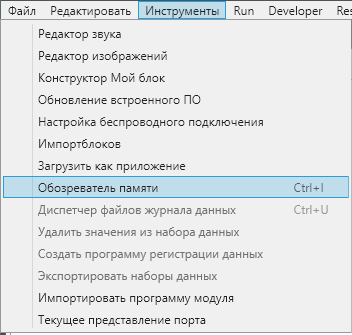 Файл Редактировать Инструменты Run Developer Res
Редактор звука
Редактор изображений
Конструктор Мой блок
Обновление встроенного ПО
Настройка беспроводного подключения
Импортблоков
Загрузить как приложение
Обозреватель памяти Ctrl+I
Диспетчер файлов журнала данных Ctrl+U
Удалить значения из набора данных
Создать программу регистрации данных
Экспортировать наборы данных
Импортировать программу модуля
Текущее представление порта